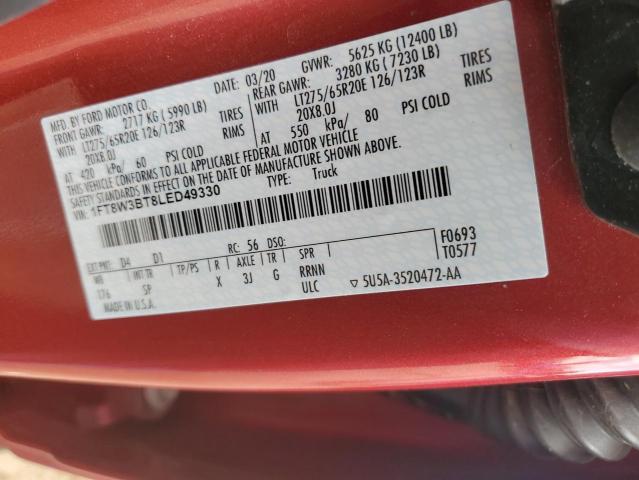 MFD. BY FORD MOTOR CO.
03/20 GVWR: 5625 KG (12400 LB)
FRONT GAWR: 2717 KG (5990 LB)
REAR GAWR: 3280 KG (7230 LB)
WITH LT275/65R20E 126/123R TIRES
WITH LT275/65R20E 126/123R TIRES
20X8.0J RIMS
20X8.0J RIMS
AT 420 kPa/ 60 PSI COLD
AT 550 kPa/ 80 PSI COLD
THIS VEHICLE CONFORMS TO ALL APPLICABLE FEDERAL MOTOR VEHICLE
SAFETY STANDARDS IN EFFECT ON THE DATE OF MANUFACTURE SHOWN ABOVE.
VIN: 1FT8W3BT8LED49330
TYPE: Truck
EXT PNT: D4 D1 RC: 56 DSO: F0693
WB INT TR TP/PS R AXLE TR SPR T0577
176 SP X 3J G RRNN
MADE IN U.S.A. ULC ▽ 5U5A-3520472-AA